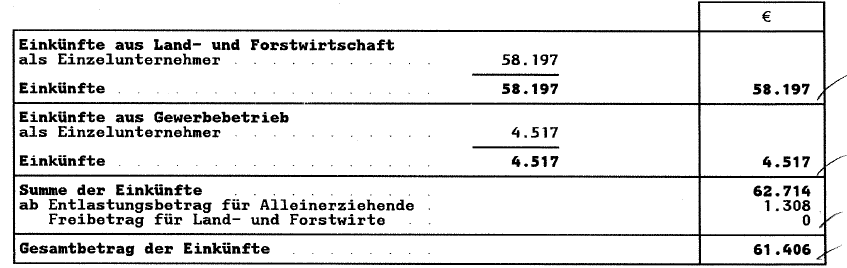 €
Einkünfte aus Land- und Forstwirtschaft
als Einzelunternehmer . . . . . . . . . . . 58.197
Einkünfte . . . . . . . . . . . . . . . . . 58.197 58.197
Einkünfte aus Gewerbebetrieb
als Einzelunternehmer . . . . . . . . . . . 4.517
Einkünfte . . . . . . . . . . . . . . . . . 4.517 4.517
Summe der Einkünfte . . . . . . . . . . . . 62.714
ab Entlastungsbetrag für Alleinerziehende . 1.308
Freibetrag für Land- und Forstwirte . . 0
Gesamtbetrag der Einkünfte . . . . . . . . 61.406